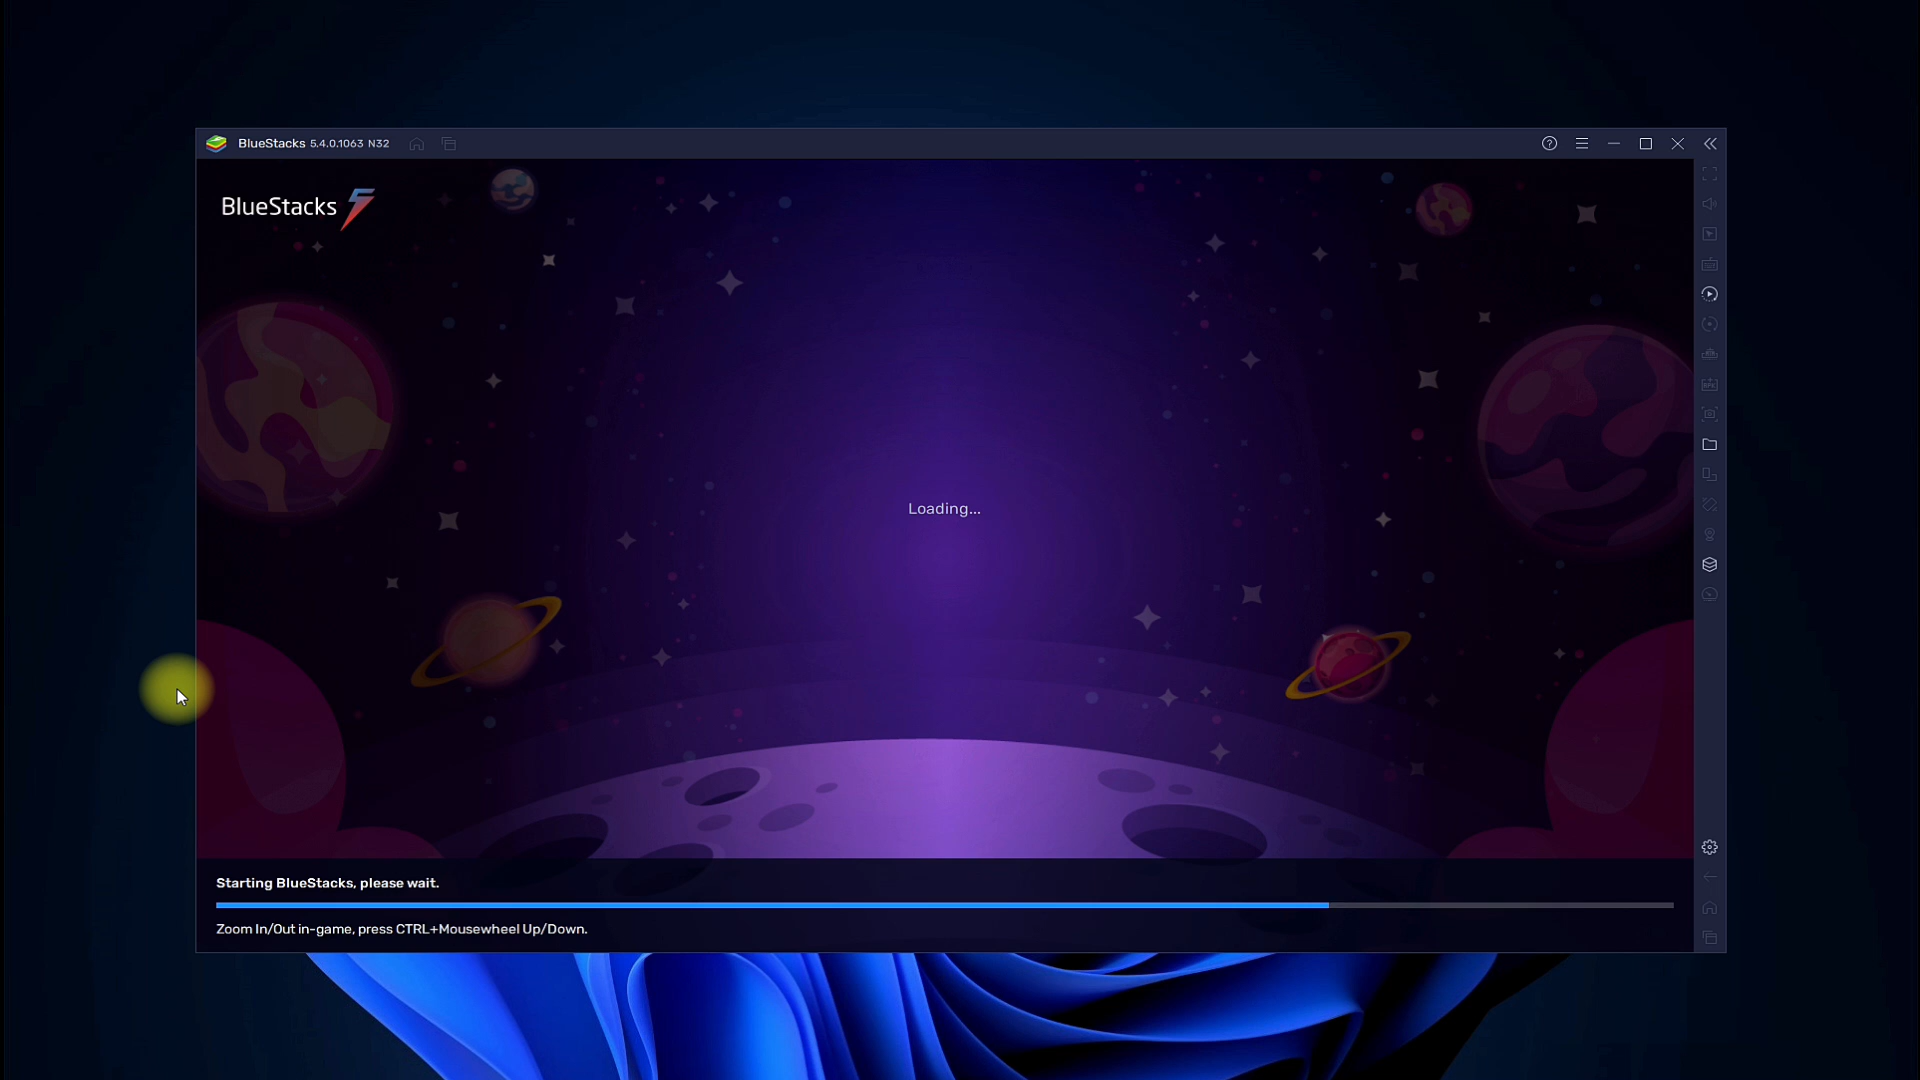 BlueStacks 5.4.0.1063 N32
BlueStacks 5
Loading...
Starting BlueStacks, please wait.
Zoom In/Out in-game, press CTRL+Mousewheel Up/Down.